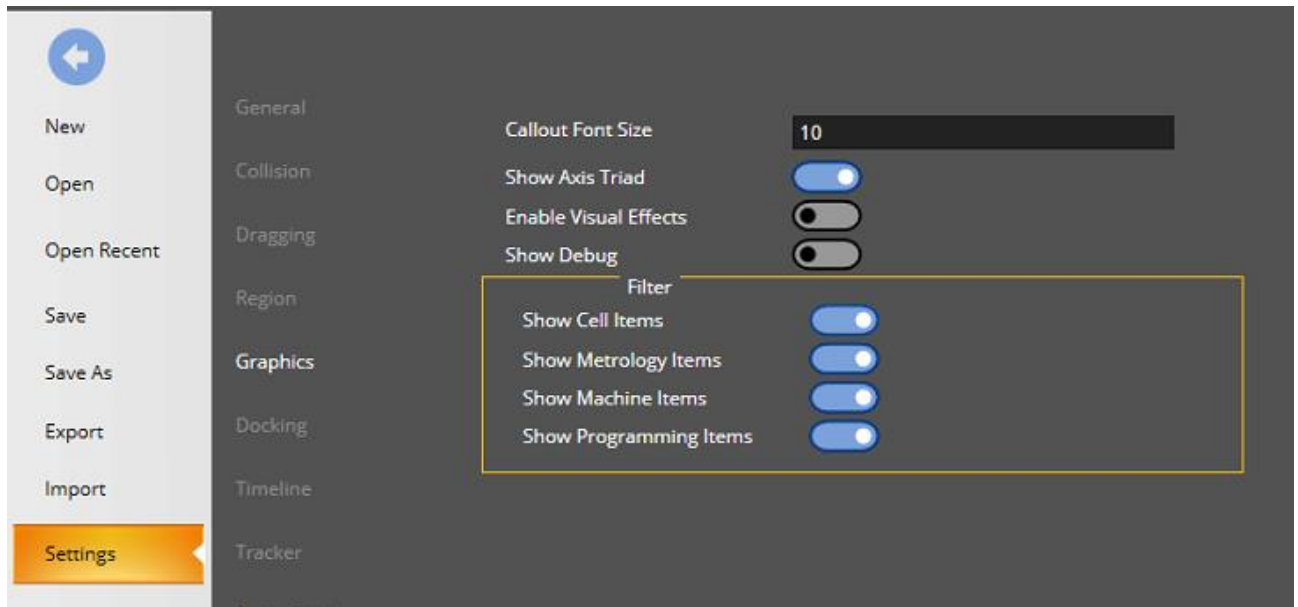 New
Open
Open Recent
Save
Save As
Export
Import
Settings
General
Collision
Dragging
Region
Graphics
Docking
Timeline
Tracker
Callout Font Size 10
Show Axis Triad
Enable Visual Effects
Show Debug
Filter
Show Cell Items
Show Metrology Items
Show Machine Items
Show Programming Items